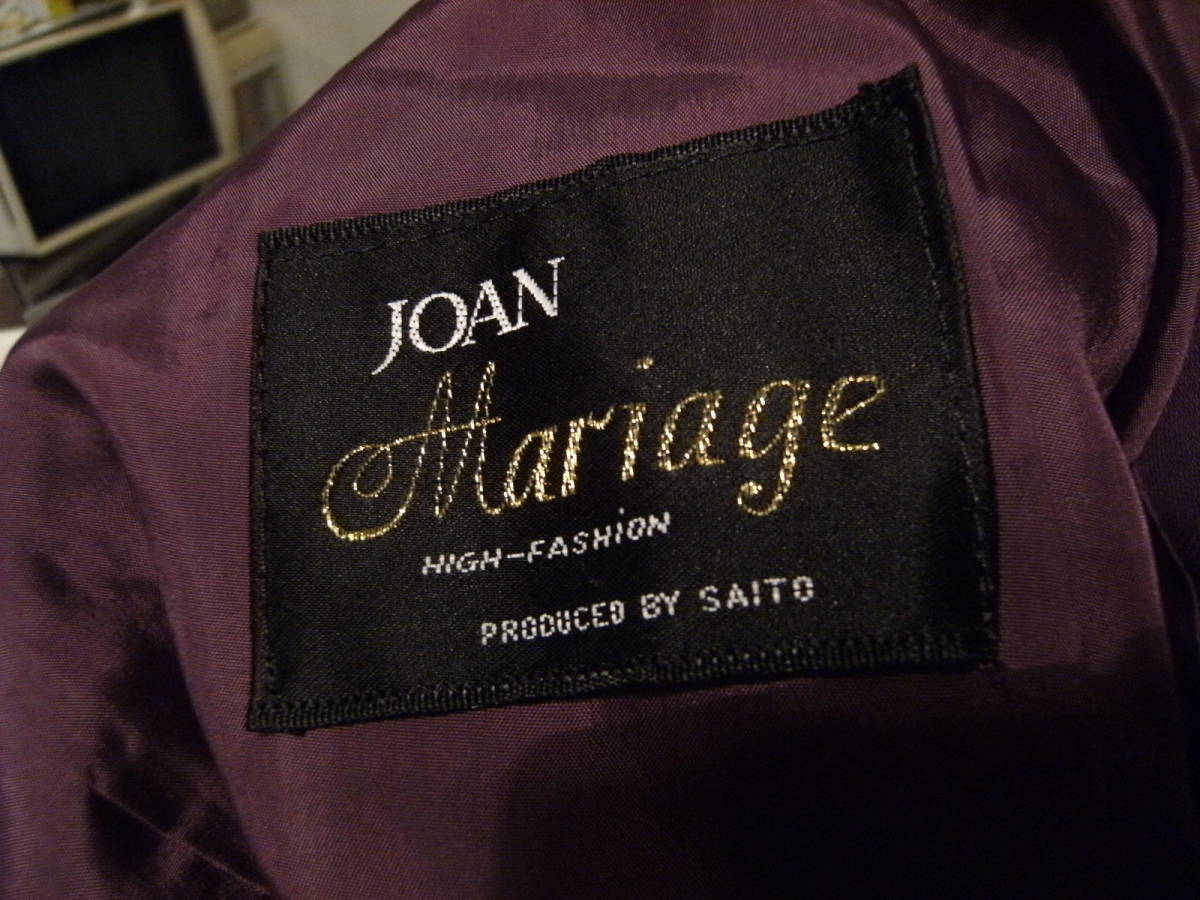 JOAN
Mariage
HIGH-FASHiON
PRODUCED BY SAITO